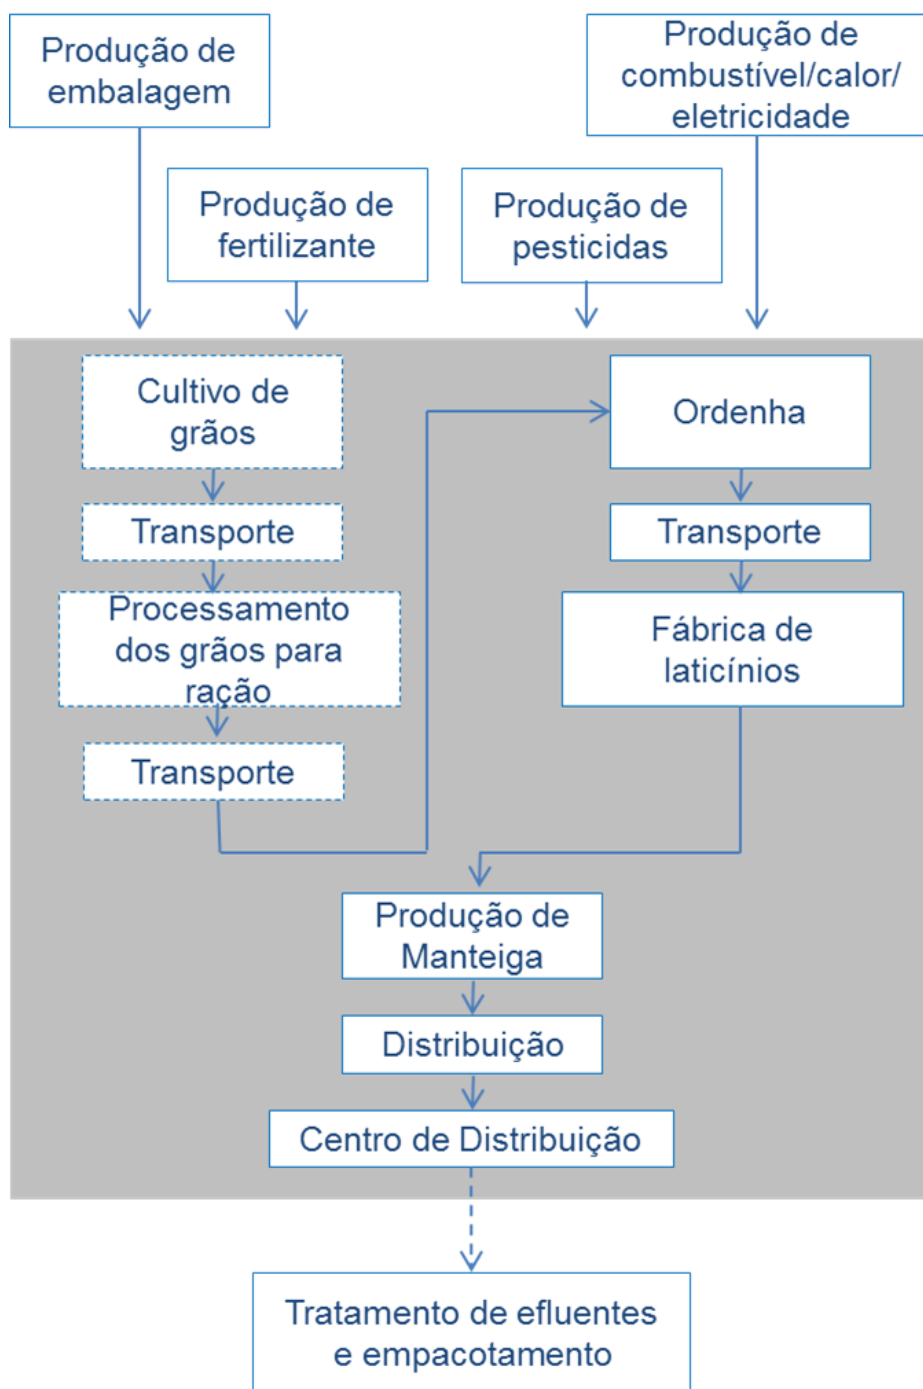 Produção de
embalagem
Produção de
combustível/calor/
eletricidade
Produção de
fertilizante
Produção de
pesticidas
Cultivo de
grãos
Transporte
Processamento
dos grãos para
ração
Transporte
Ordenha
Transporte
Fábrica de
laticínios
Produção de
Manteiga
Distribuição
Centro de Distribuição
Tratamento de efluentes
e empacotamento